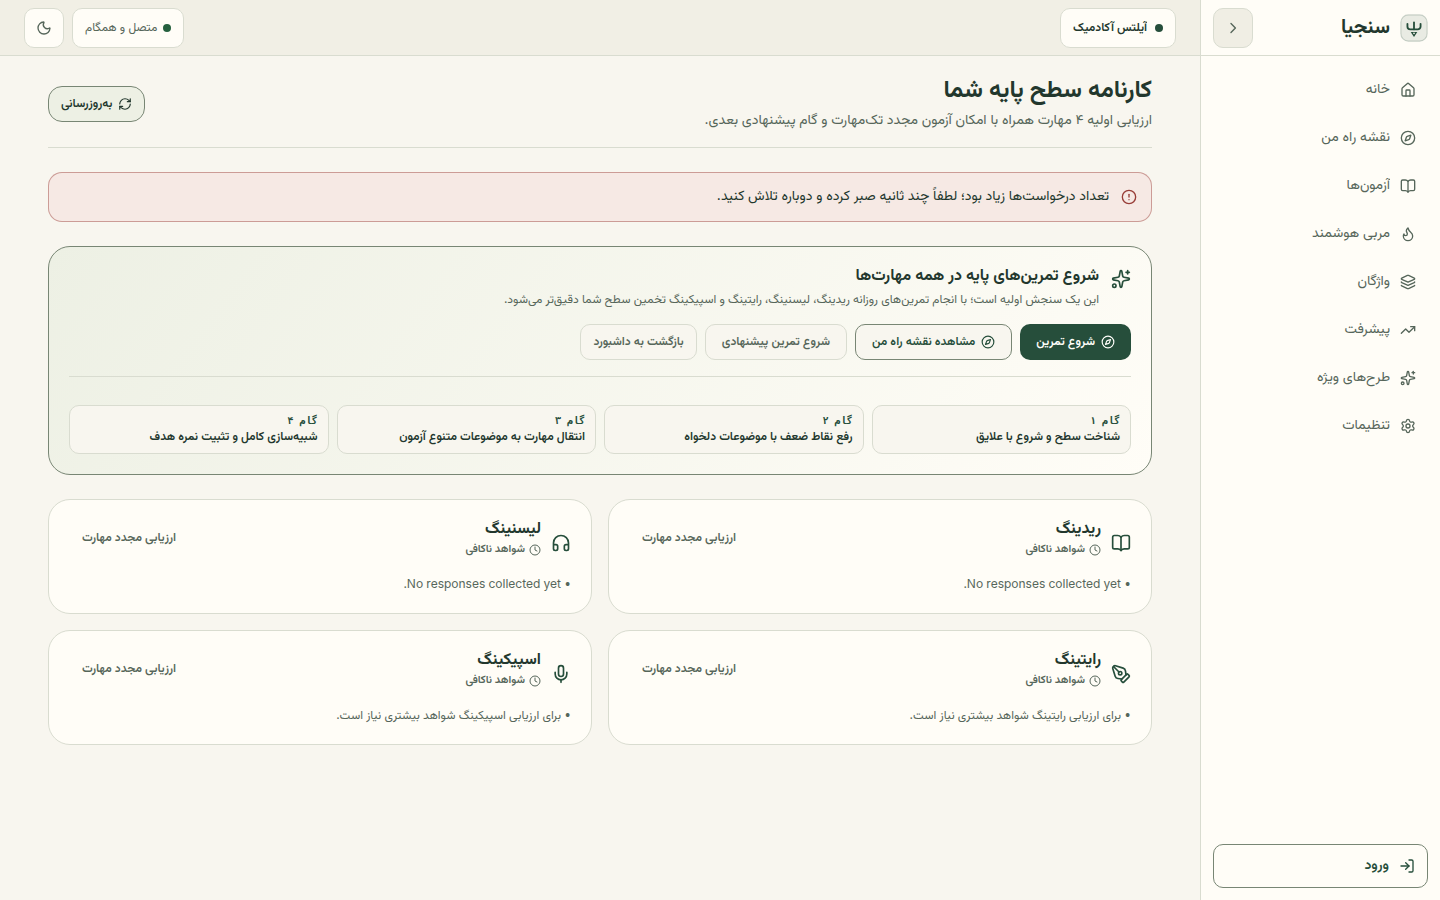 سنجیا
آیلتس آکادمیک
متصل و همگام
خانه
نقشه راه من
آزمون‌ها
مربی هوشمند
واژگان
پیشرفت
طرح‌های ویژه
تنظیمات
ورود
کارنامه سطح پایه شما
ارزیابی اولیه ۴ مهارت همراه با امکان آزمون مجدد تک‌مهارت و گام پیشنهادی بعدی.
به‌روزرسانی
تعداد درخواست‌ها زیاد بود؛ لطفاً چند ثانیه صبر کرده و دوباره تلاش کنید.
شروع تمرین‌های پایه در همه مهارت‌ها
این یک سنجش اولیه است؛ با انجام تمرین‌های روزانه ریدینگ، لیسنینگ، رایتینگ و اسپیکینگ تخمین سطح شما دقیق‌تر می‌شود.
شروع تمرین
مشاهده نقشه راه من
شروع تمرین پیشنهادی
بازگشت به داشبورد
گام ۱
شناخت سطح و شروع با علایق
گام ۲
رفع نقاط ضعف با موضوعات دلخواه
گام ۳
انتقال مهارت به موضوعات متنوع آزمون
گام ۴
شبیه‌سازی کامل و تثبیت نمره هدف
ریدینگ
شواهد ناکافی
ارزیابی مجدد مهارت
• No responses collected yet.
لیسنینگ
شواهد ناکافی
ارزیابی مجدد مهارت
• No responses collected yet.
رایتینگ
شواهد ناکافی
ارزیابی مجدد مهارت
• برای ارزیابی رایتینگ شواهد بیشتری نیاز است.
اسپیکینگ
شواهد ناکافی
ارزیابی مجدد مهارت
• برای ارزیابی اسپیکینگ شواهد بیشتری نیاز است.